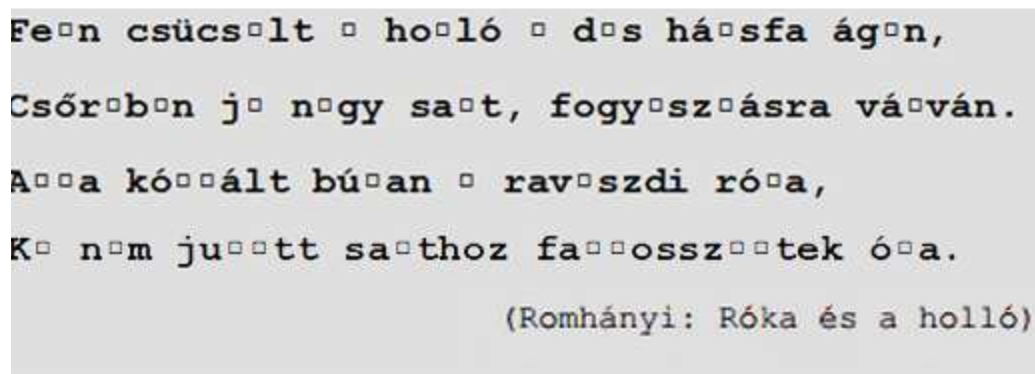 Fe▫n csücs▫lt ▫ ho▫ló ▫ d▫s há▫sfa ág▫n,
Csőr▫b▫n j▫ n▫gy sa▫t, fogy▫sz▫ásra vá▫ván.
A▫▫a kó▫▫ált bú▫an ▫ rav▫szdi ró▫a,
K▫ n▫m ju▫▫tt sa▫thoz fa▫▫ossz▫▫tek ó▫a.
(Romhányi: Róka és a holló)